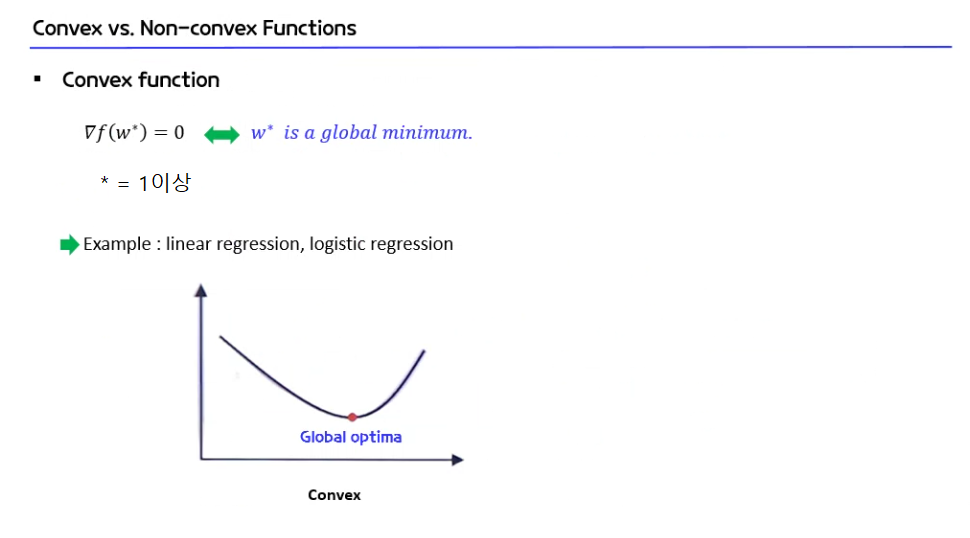 Convex vs. Non-convex Functions
▪ Convex function
∇f(w*) = 0 ⟺ w* is a global minimum.
* = 1이상
Example : linear regression, logistic regression
Global optima
Convex